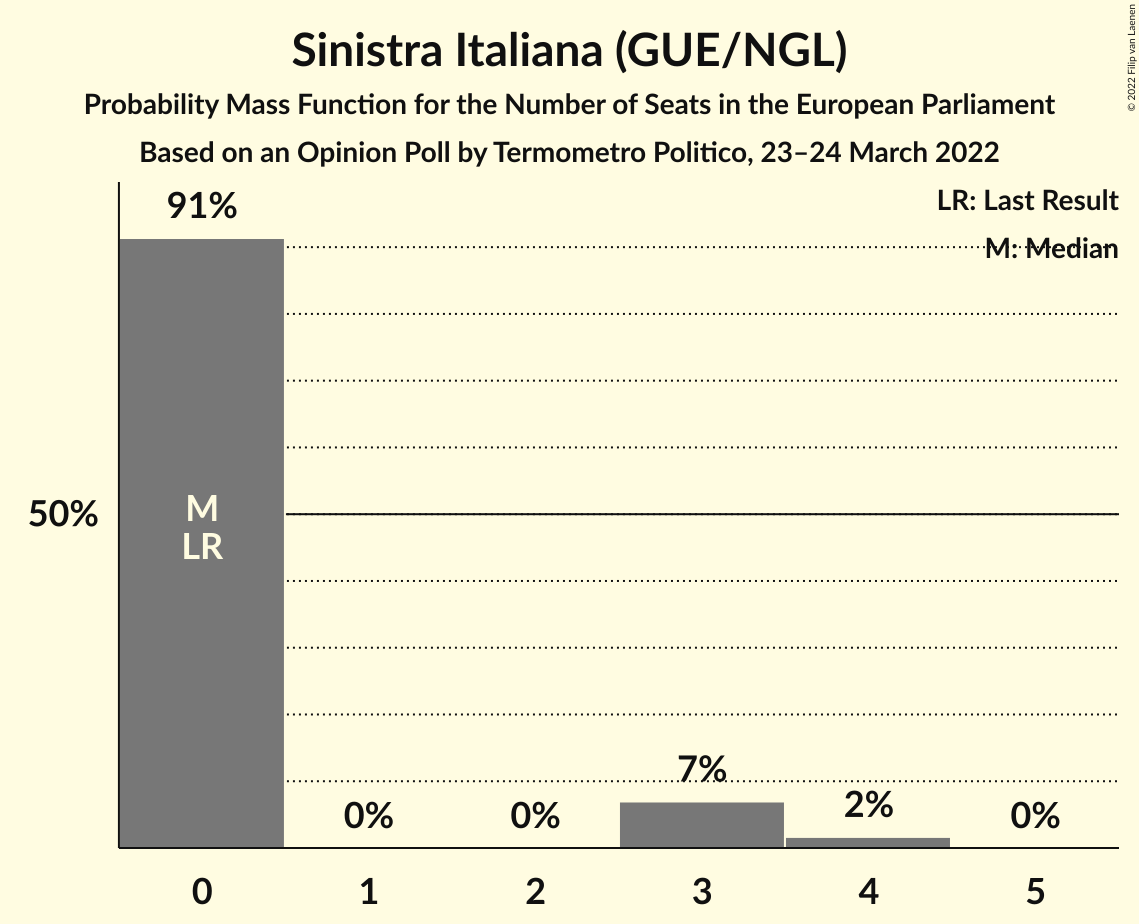 Sinistra Italiana (GUE/NGL)
Probability Mass Function for the Number of Seats in the European Parliament
Based on an Opinion Poll by Termometro Politico, 23–24 March 2022
© 2022 Filip van Laenen
LR: Last Result
M: Median
91%
50%
M
LR
0%
0%
7%
2%
0%
0
1
2
3
4
5